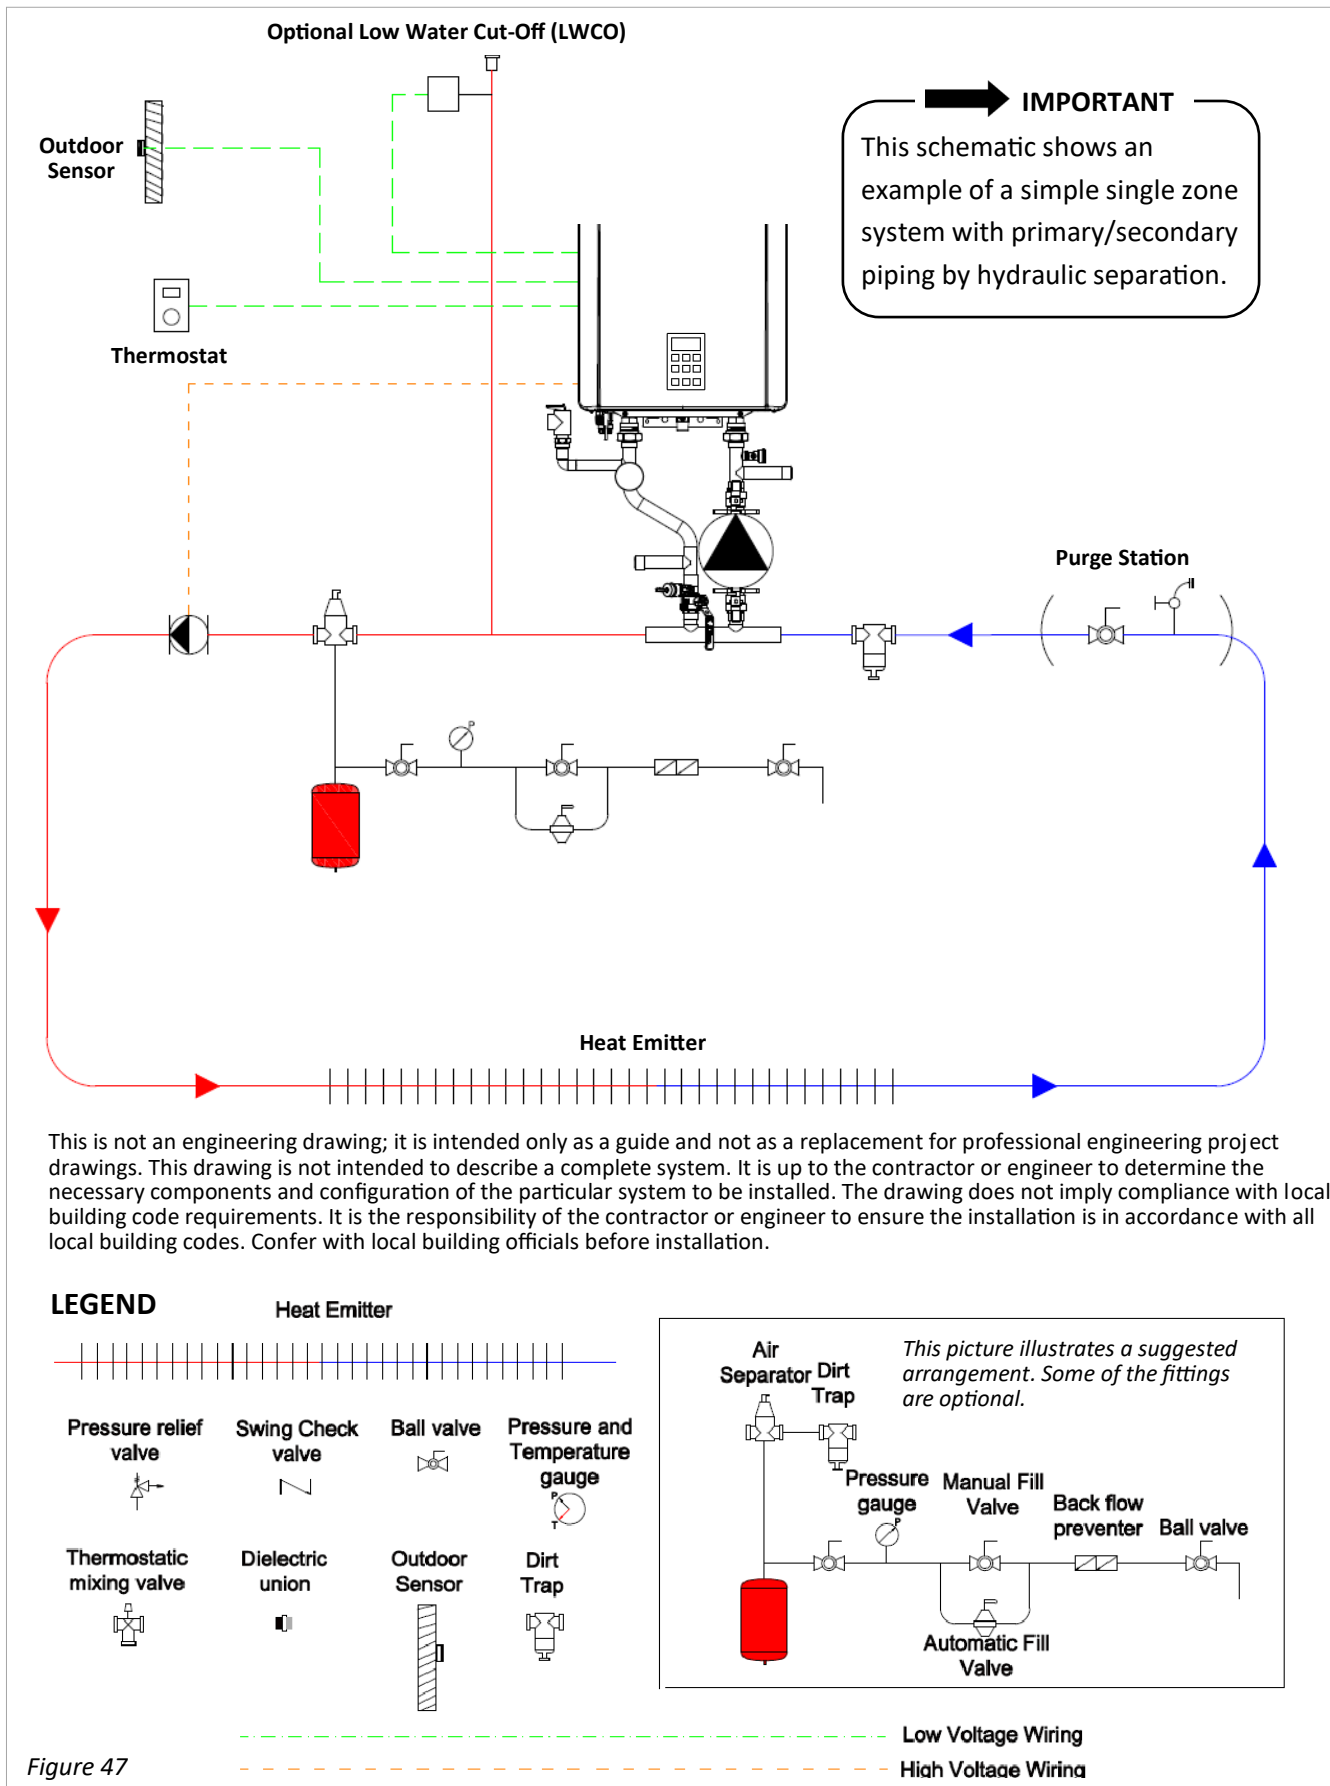 Optional Low Water Cut-Off (LWCO)
IMPORTANT
This schematic shows an
example of a simple single zone
system with primary/secondary
piping by hydraulic separation.
Outdoor
Sensor
Thermostat
Purge Station
P
Heat Emitter
This is not an engineering drawing; it is intended only as a guide and not as a replacement for professional engineering project
drawings. This drawing is not intended to describe a complete system. It is up to the contractor or engineer to determine the
necessary components and configuration of the particular system to be installed. The drawing does not imply compliance with local
building code requirements. It is the responsibility of the contractor or engineer to ensure the installation is in accordance with all
local building codes. Confer with local building officials before installation.
LEGEND
Heat Emitter
Pressure relief
valve
Swing Check
valve
Ball valve
Pressure and
Temperature
gauge
P
T
Thermostatic
mixing valve
Dielectric
union
Outdoor
Sensor
Dirt
Trap
Air
Separator
Dirt
Trap
This picture illustrates a suggested
arrangement. Some of the fittings
are optional.
Pressure
gauge
P
Manual Fill
Valve
Back flow
preventer
Ball valve
Automatic Fill
Valve
Low Voltage Wiring
High Voltage Wiring
Figure 47